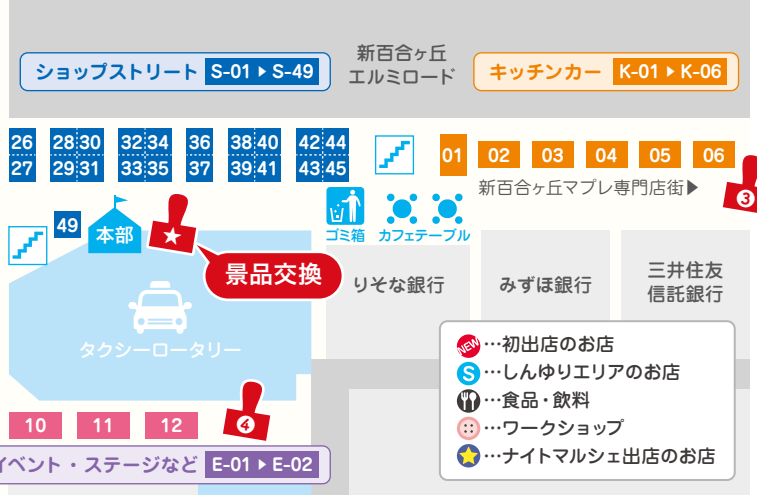 ショップストリート S-01 ▶ S-49
新百合ヶ丘
エルミロード
キッチンカー K-01 ▶ K-06
26 28 30 32 34 36 38 40 42 44
27 29 31 33 35 37 39 41 43 45
01 02 03 04 05 06
新百合ヶ丘マプレ専門店街▶
3
49
本部
ゴミ箱 カフェテーブル
景品交換
りそな銀行
みずほ銀行
三井住友
信託銀行
タクシーロータリー
NEW…初出店のお店
S…しんゆりエリアのお店
…食品・飲料
…ワークショップ
…ナイトマルシェ出店のお店
10 11 12
4
イベント・ステージなど E-01 ▶ E-02